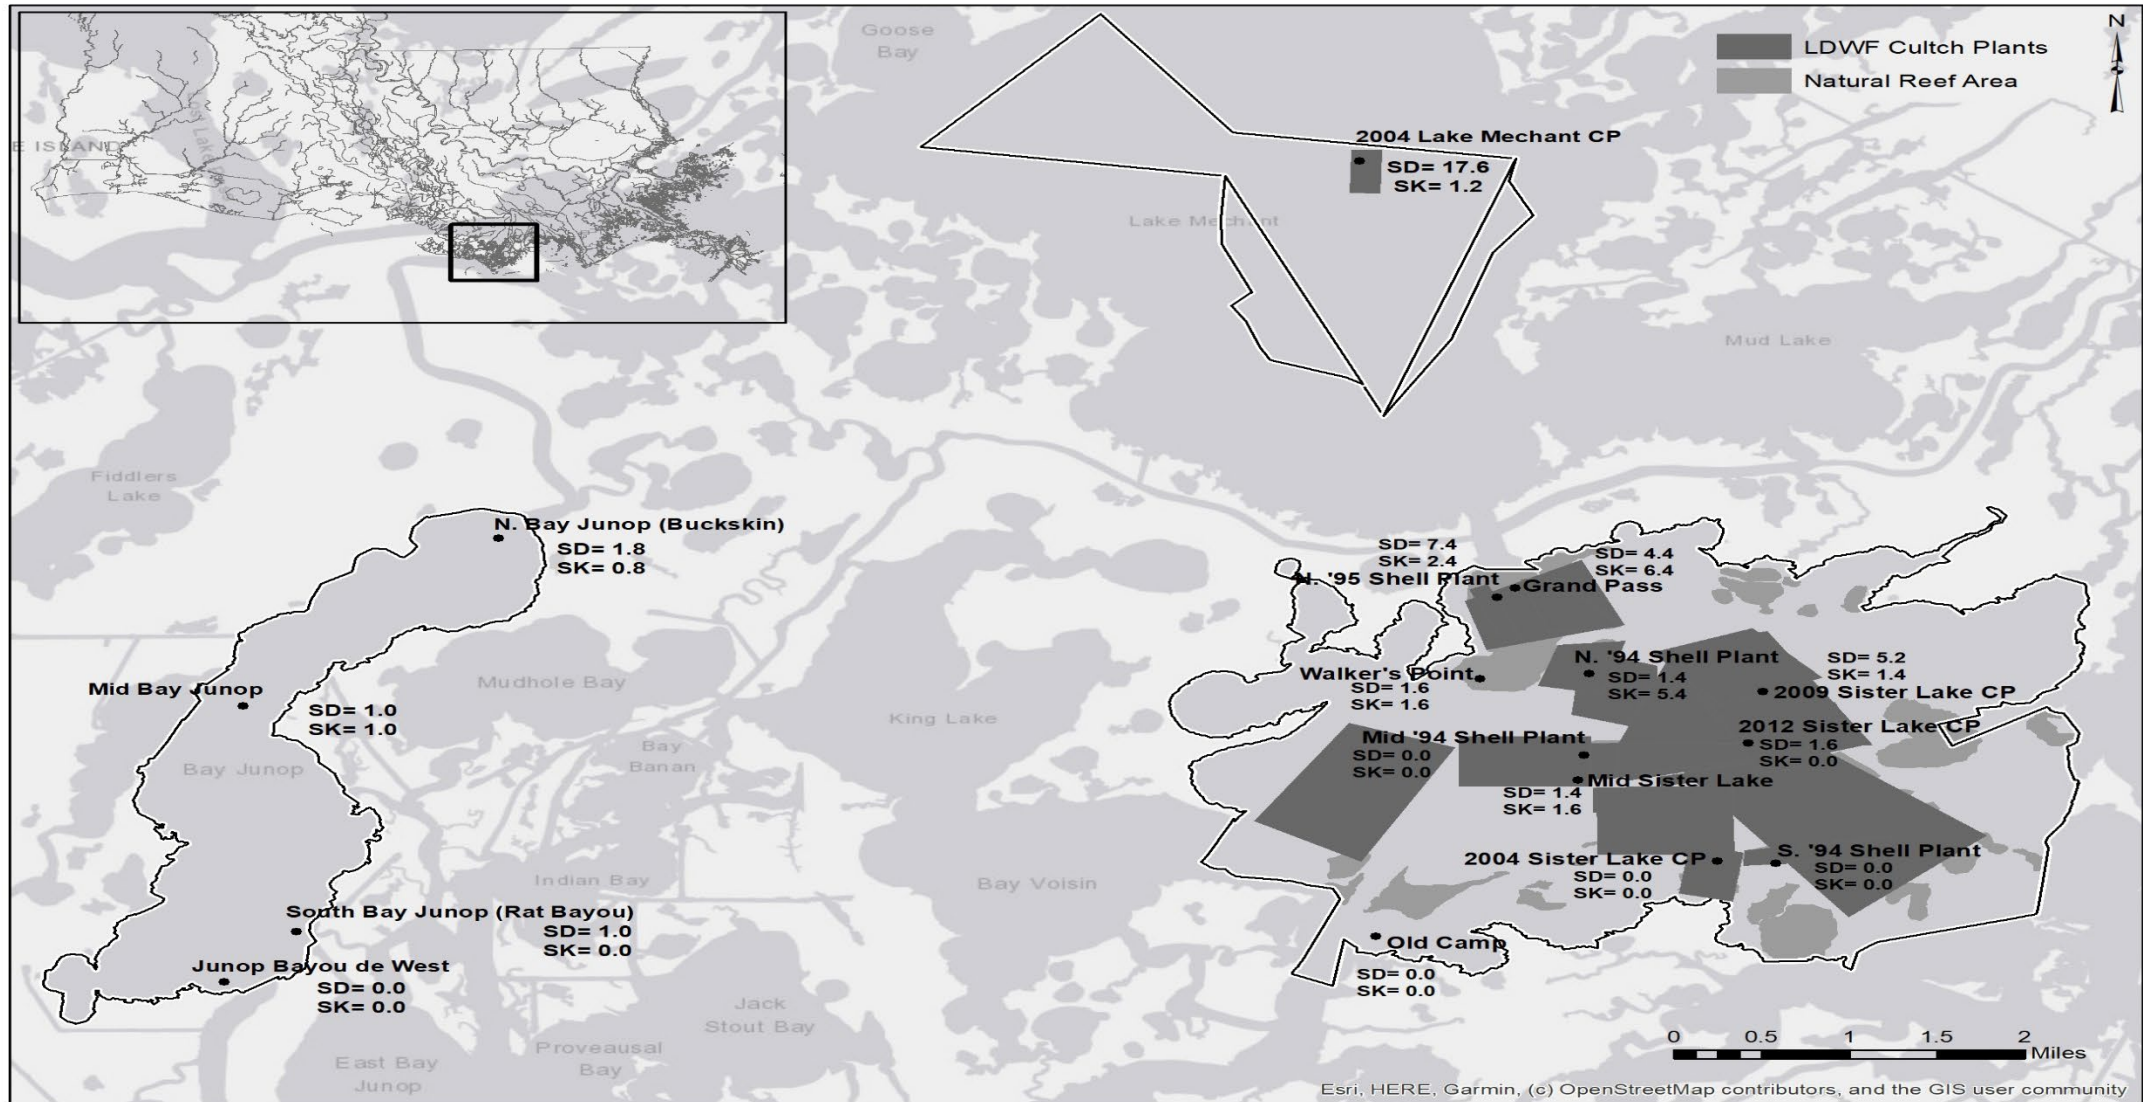 N
LDWF Cultch Plants
Natural Reef Area
Goose
Bay
Lost Lake
E ISLAND
2004 Lake Mechant CP
SD= 17.6
SK= 1.2
Lake Mechant
Mud Lake
Fiddlers
Lake
N. Bay Junop (Buckskin)
SD= 1.8
SK= 0.8
Mid Bay Junop
SD= 1.0
SK= 1.0
Bay Junop
Mudhole Bay
Bay
Banan
King Lake
Indian Bay
Bay Voisin
South Bay Junop (Rat Bayou)
SD= 1.0
SK= 0.0
Junop Bayou de West
SD= 0.0
SK= 0.0
Jack
Stout Bay
Proveausal
Bay
East Bay
Junop
SD= 7.4
SK= 2.4
N. '95 Shell Plant
SD= 4.4
SK= 6.4
Grand Pass
Walker's Point
SD= 1.6
SK= 1.6
N. '94 Shell Plant
SD= 1.4
SK= 5.4
SD= 5.2
SK= 1.4
2009 Sister Lake CP
2012 Sister Lake CP
SD= 1.6
SK= 0.0
Mid '94 Shell Plant
SD= 0.0
SK= 0.0
Mid Sister Lake
SD= 1.4
SK= 1.6
2004 Sister Lake CP
SD= 0.0
SK= 0.0
S. '94 Shell Plant
SD= 0.0
SK= 0.0
Old Camp
SD= 0.0
SK= 0.0
0 0.5 1 1.5 2
Miles
Esri, HERE, Garmin, (c) OpenStreetMap contributors, and the GIS user community